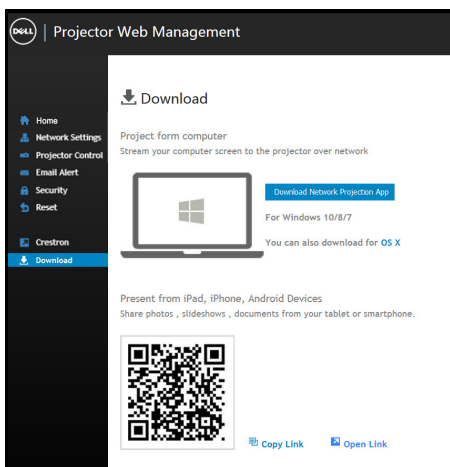 DELL | Projector Web Management
Download
Home
Network Settings
Projector Control
Email Alert
Security
Reset
Crestron
Download
Project form computer
Stream your computer screen to the projector over network
Download Network Projection App
For Windows 10/8/7
You can also download for OS X
Present from iPad, iPhone, Android Devices
Share photos , slideshows , documents from your tablet or smartphone.
Copy Link Open Link